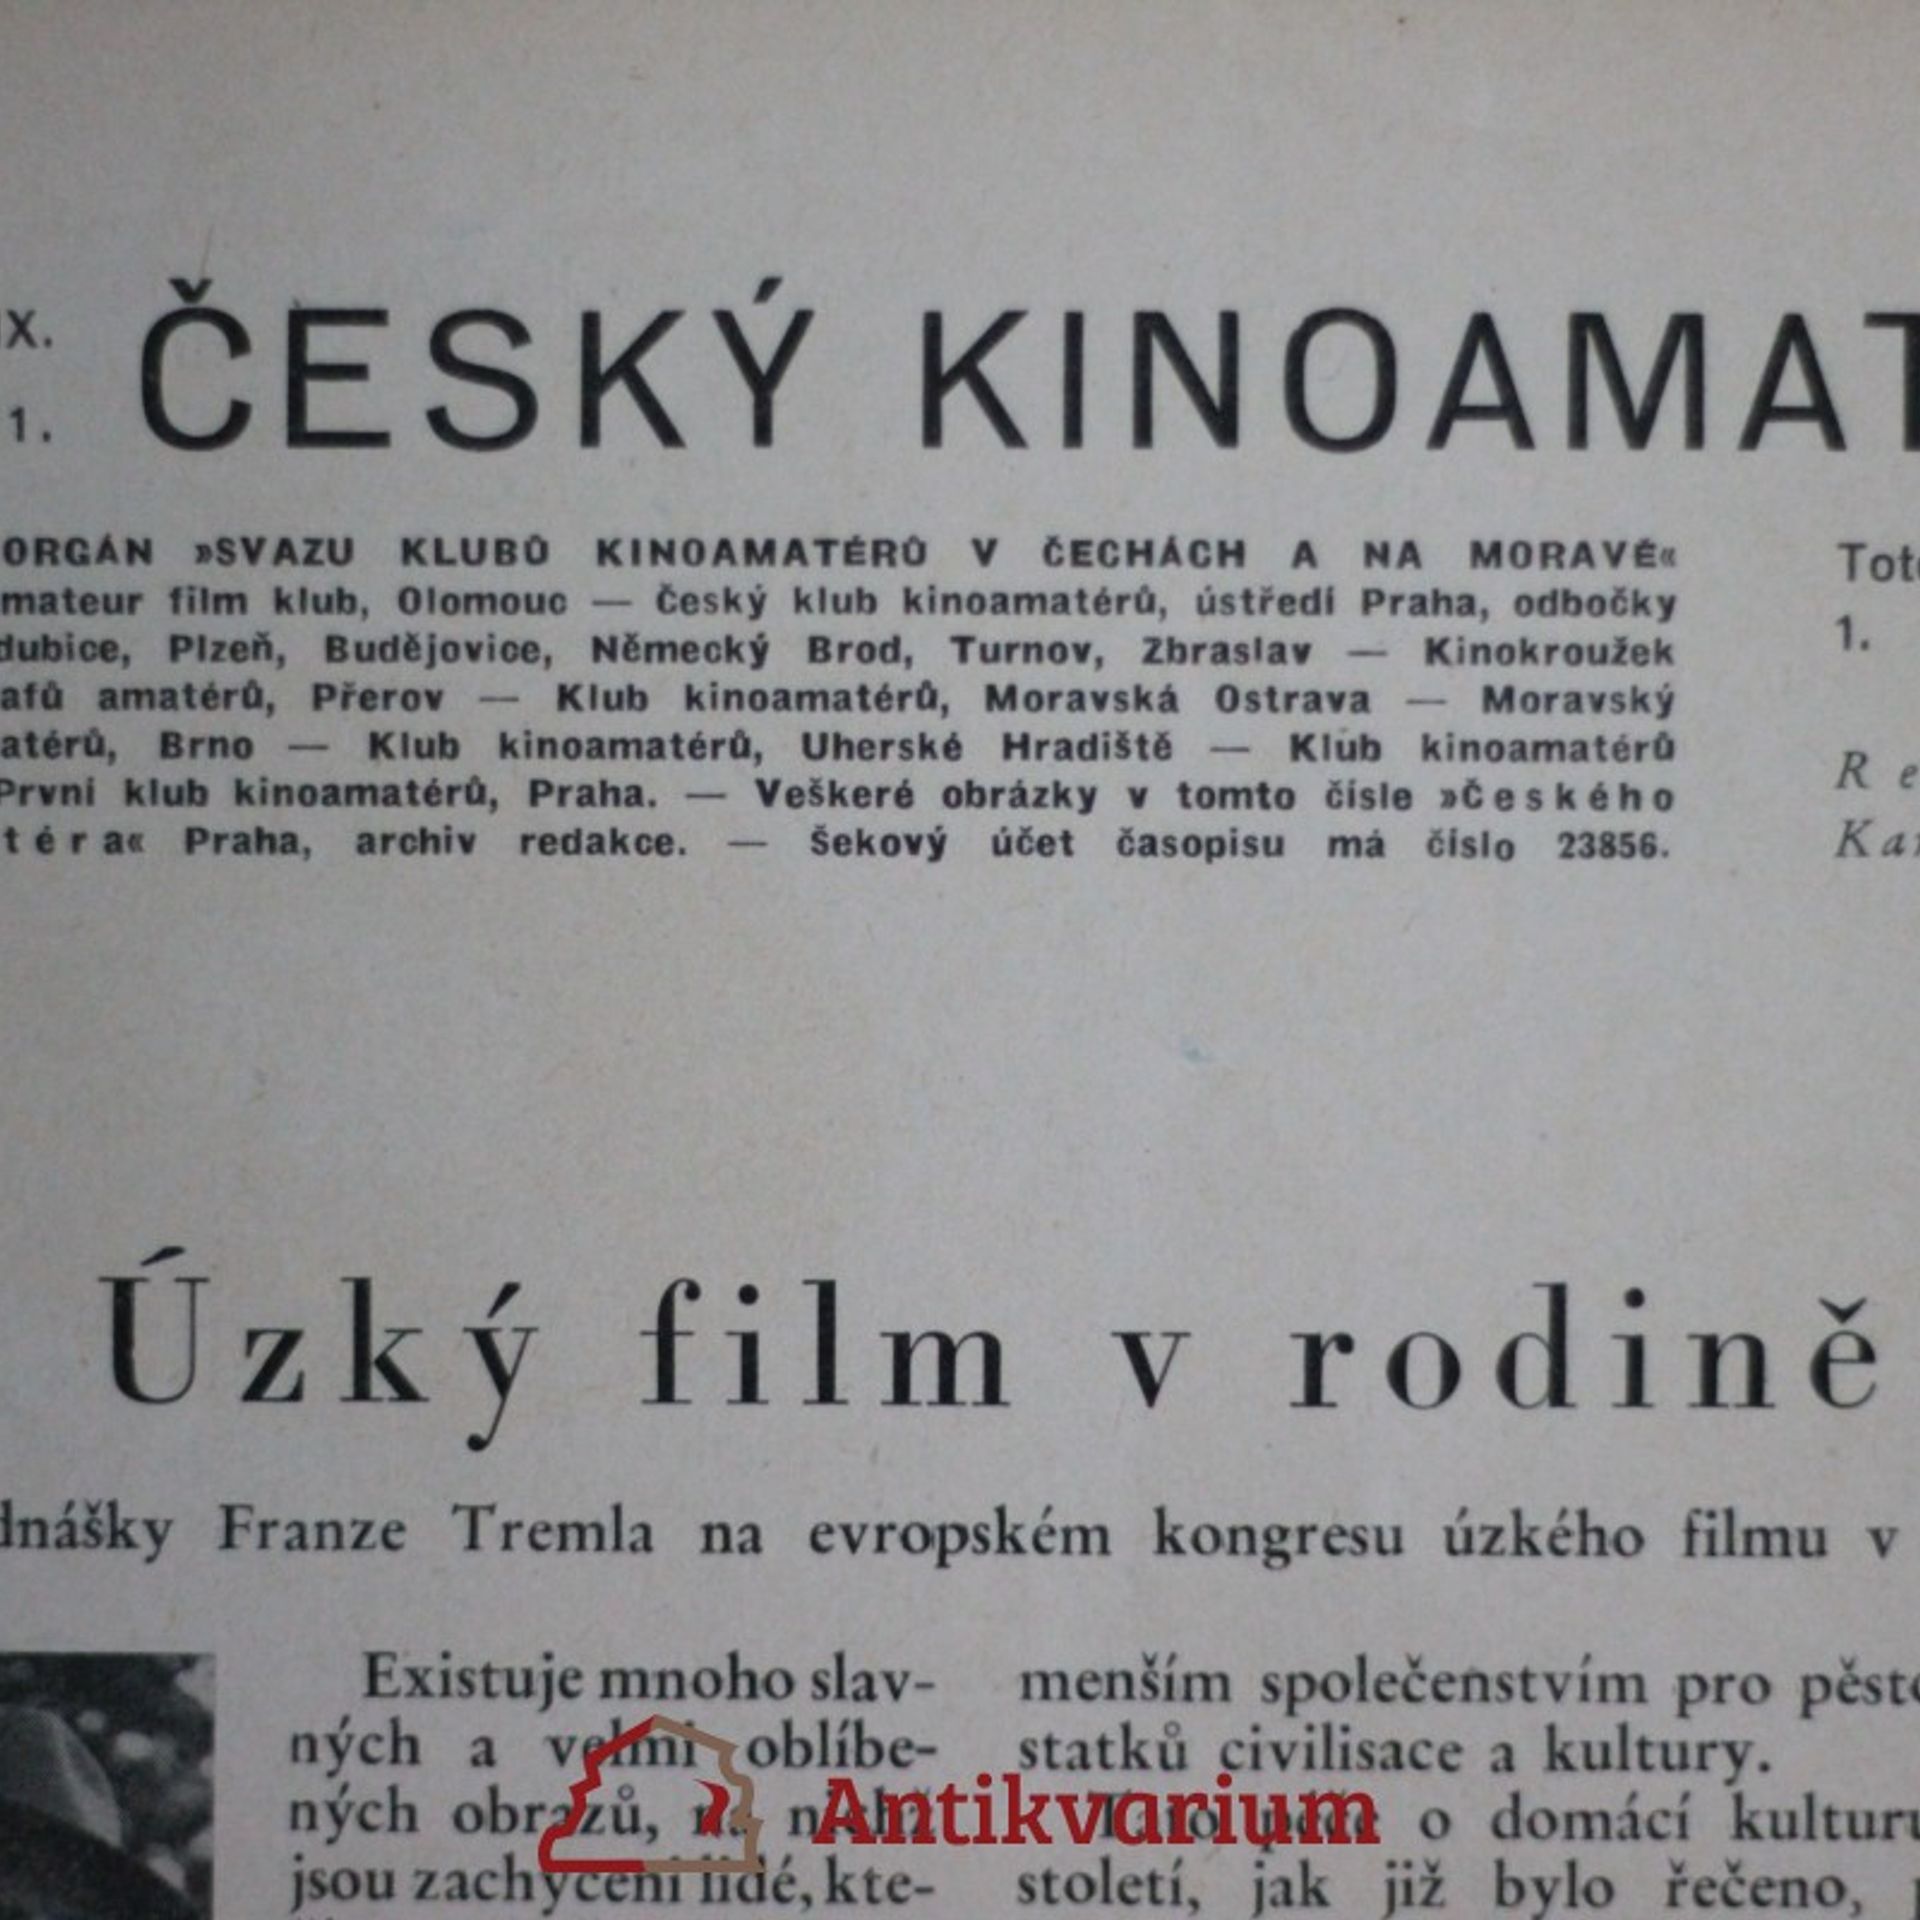 IX.
1.
ČESKÝ KINOAMAT
ORGÁN »SVAZU KLUBŮ KINOAMATÉRŮ V ČECHÁCH A NA MORAVĚ«
mateur film klub, Olomouc — Český klub kinoamatérů, ústředí Praha, odbočky
dubice, Plzeň, Budějovice, Německý Brod, Turnov, Zbraslav — Kinokroužek
afů amatérů, Přerov — Klub kinoamatérů, Moravská Ostrava — Moravský
atérů, Brno — Klub kinoamatérů, Uherské Hradiště — Klub kinoamatérů
První klub kinoamatérů, Praha. — Veškeré obrázky v tomto čísle »Českého
téra« Praha, archiv redakce. — Šekový účet časopisu má číslo 23856.
Tot
1.
Re
Kar
Úzký film v rodině
dnášky Franze Tremla na evropském kongresu úzkého filmu v
Existuje mnoho slav-
ných a velmi oblíbe-
ných obrazů, na nichž
jsou zachyceni lidé, kte-
menším společenstvím pro pěst
statků civilisace a kultury.
o domácí kultur
století, jak již bylo řečeno,
Antikvarium